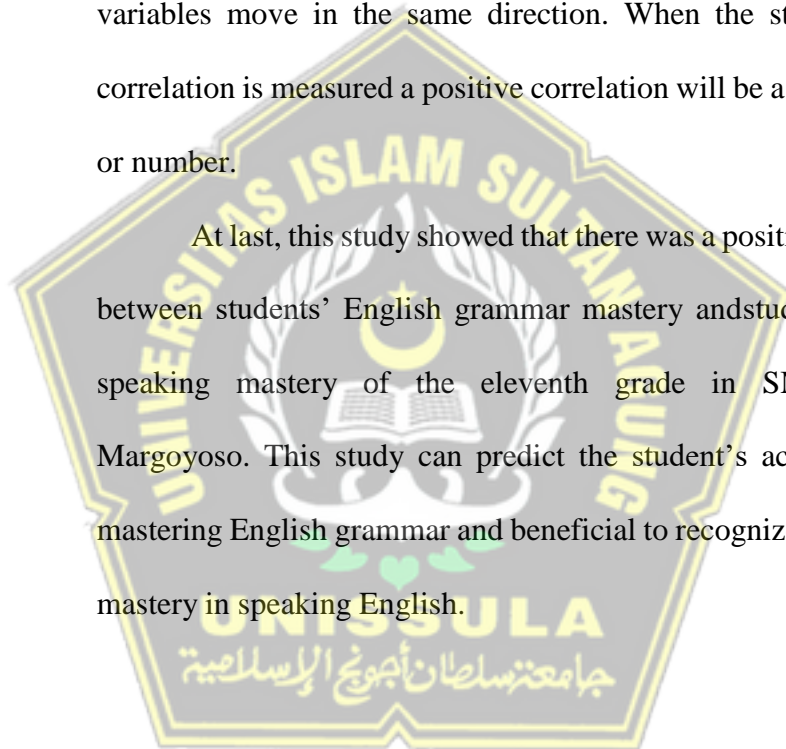 variables move in the same direction. When the st
correlation is measured a positive correlation will be a
or number.
At last, this study showed that there was a positi
between students’ English grammar mastery andstud
speaking mastery of the eleventh grade in SM
Margoyoso. This study can predict the student’s ac
mastering English grammar and beneficial to recogniz
mastery in speaking English.
UNIVERSITAS ISLAM SULTAN AGUNG
UNISSULA
جامعة سلطان أجونج الإسلامية